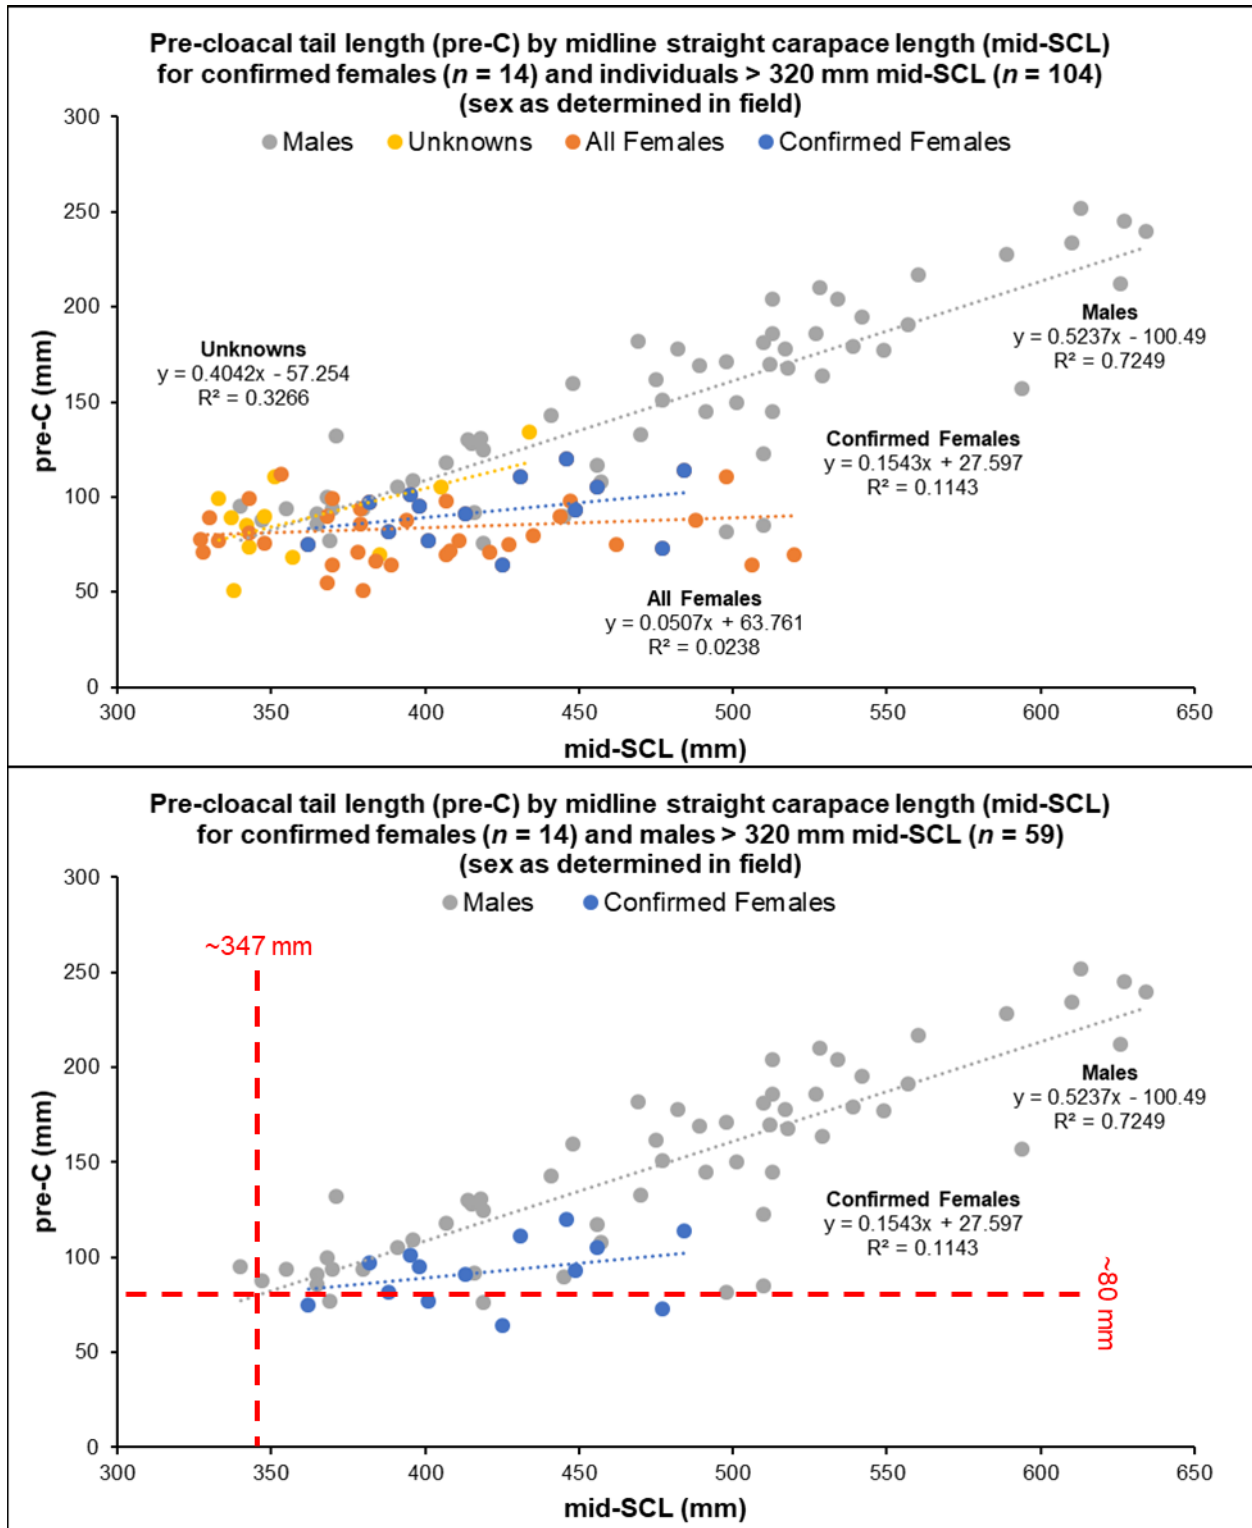 Pre-cloacal tail length (pre-C) by midline straight carapace length (mid-SCL)
for confirmed females (n = 14) and individuals > 320 mm mid-SCL (n = 104)
(sex as determined in field)
Males Unknowns All Females Confirmed Females
300
250
200
150
100
50
0
pre-C (mm)
Unknowns
y = 0.4042x - 57.254
R² = 0.3266
Males
y = 0.5237x - 100.49
R² = 0.7249
Confirmed Females
y = 0.1543x + 27.597
R² = 0.1143
All Females
y = 0.0507x + 63.761
R² = 0.0238
300 350 400 450 500 550 600 650
mid-SCL (mm)
Pre-cloacal tail length (pre-C) by midline straight carapace length (mid-SCL)
for confirmed females (n = 14) and males > 320 mm mid-SCL (n = 59)
(sex as determined in field)
Males Confirmed Females
300
250
200
150
100
50
0
pre-C (mm)
~347 mm
Males
y = 0.5237x - 100.49
R² = 0.7249
Confirmed Females
y = 0.1543x + 27.597
R² = 0.1143
~80 mm
300 350 400 450 500 550 600 650
mid-SCL (mm)